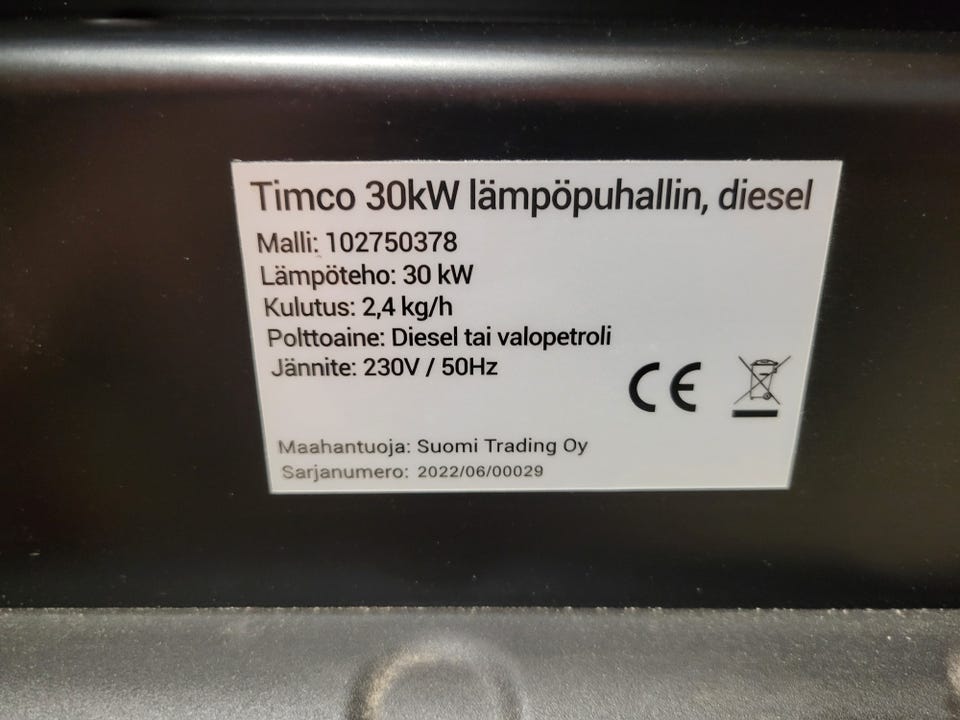 Timco 30kW lämpöpuhallin, diesel
Malli: 102750378
Lämpöteho: 30 kW
Kulutus: 2,4 kg/h
Polttoaine: Diesel tai valopetroli
Jännite: 230V / 50Hz
CE
Maahantuoja: Suomi Trading Oy
Sarjanumero: 2022/06/00029